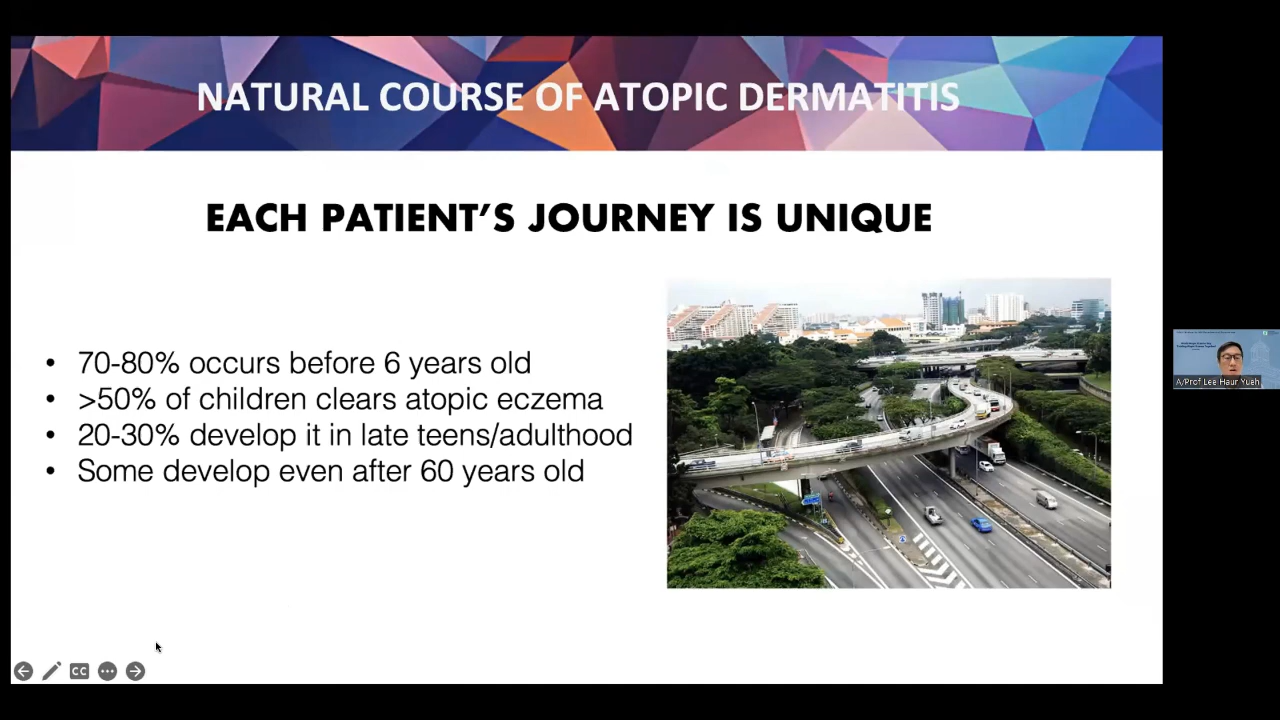 NATURAL COURSE OF ATOPIC DERMATITIS
EACH PATIENT’S JOURNEY IS UNIQUE
• 70-80% occurs before 6 years old
• >50% of children clears atopic eczema
• 20-30% develop it in late teens/adulthood
• Some develop even after 60 years old
A/Prof Lee Haur Yueh
CC